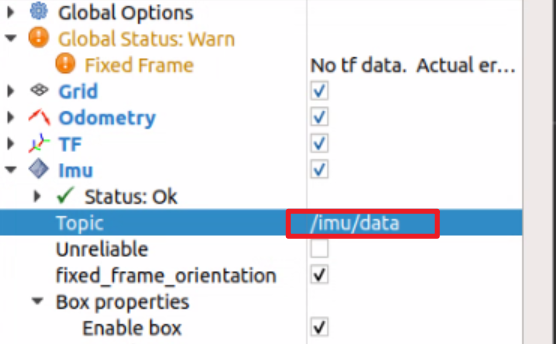 Global Options
Global Status: Warn
Fixed Frame No tf data. Actual er...
Grid
Odometry
TF
Imu
Status: Ok
Topic /imu/data
Unreliable
fixed_frame_orientation
Box properties
Enable box